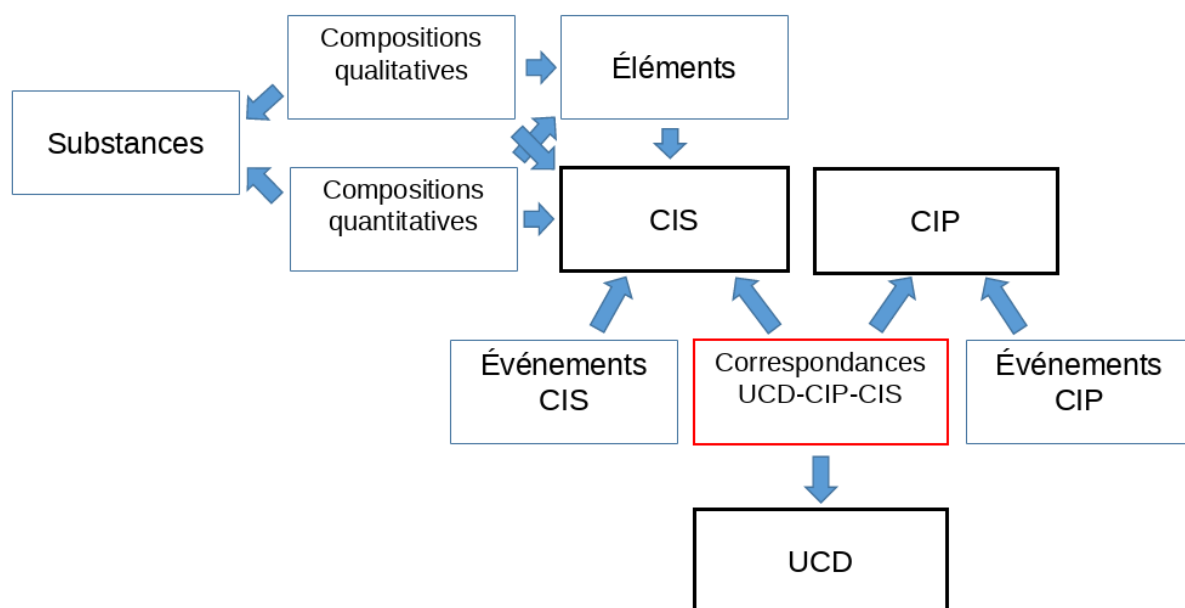 Compositions
qualitatives
Éléments
Substances
Compositions
quantitatives
CIS
CIP
Événements
CIS
Correspondances
UCD-CIP-CIS
Événements
CIP
UCD